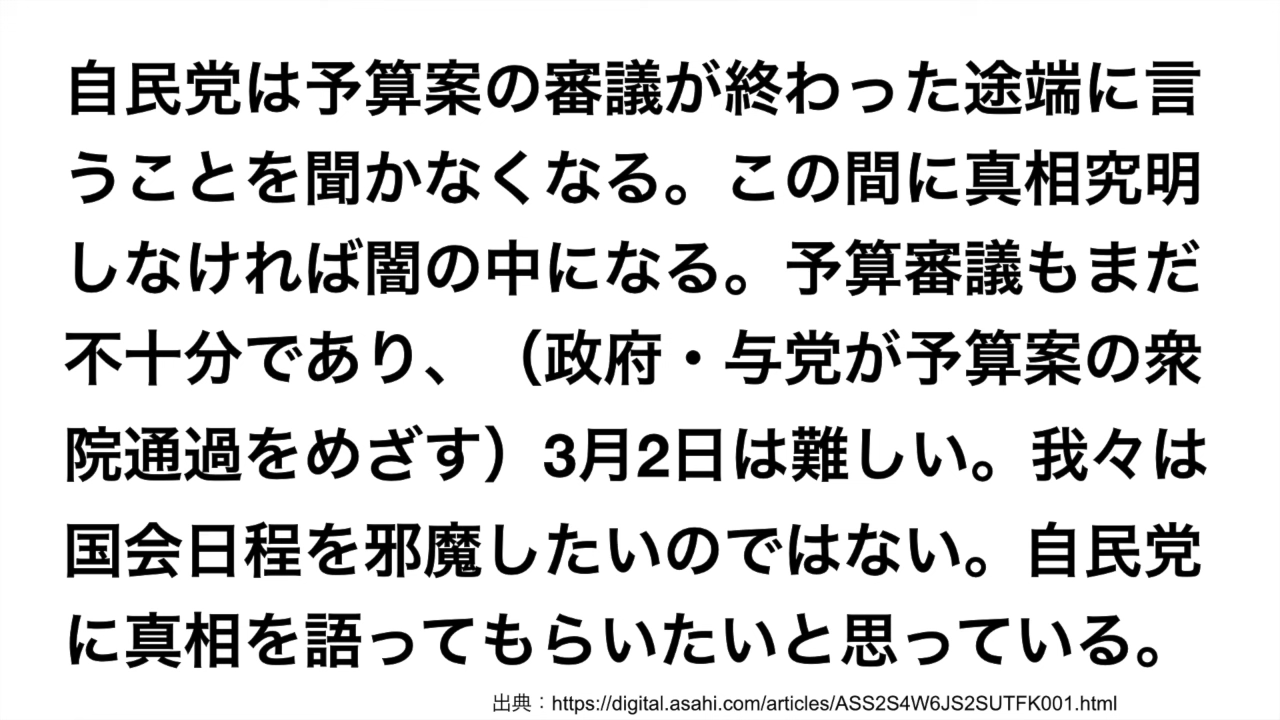 自民党は予算案の審議が終わった途端に言
うことを聞かなくなる。この間に真相究明
しなければ闇の中になる。予算審議もまだ
不十分であり、（政府・与党が予算案の衆
院通過をめざす）3月2日は難しい。我々は
国会日程を邪魔したいのではない。自民党
に真相を語ってもらいたいと思っている。
出典：https://digital.asahi.com/articles/ASS2S4W6JS2SUTFK001.html